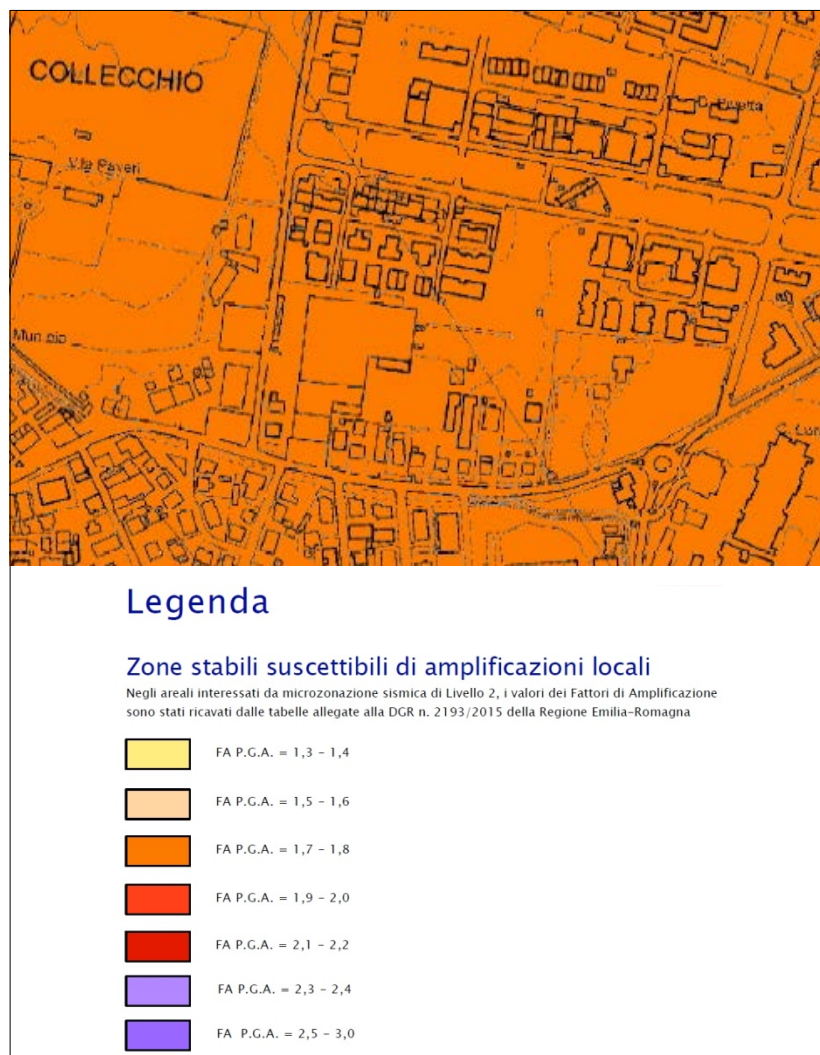 COLLECCHIO
Legenda
Zone stabili suscettibili di amplificazioni locali
Negli areali interessati da microzonazione sismica di Livello 2, i valori dei Fattori di Amplificazione
sono stati ricavati dalle tabelle allegate alla DGR n. 2193/2015 della Regione Emilia-Romagna
FA P.G.A. = 1,3 - 1,4
FA P.G.A. = 1,5 - 1,6
FA P.G.A. = 1,7 - 1,8
FA P.G.A. = 1,9 - 2,0
FA P.G.A. = 2,1 - 2,2
FA P.G.A. = 2,3 - 2,4
FA P.G.A. = 2,5 - 3,0